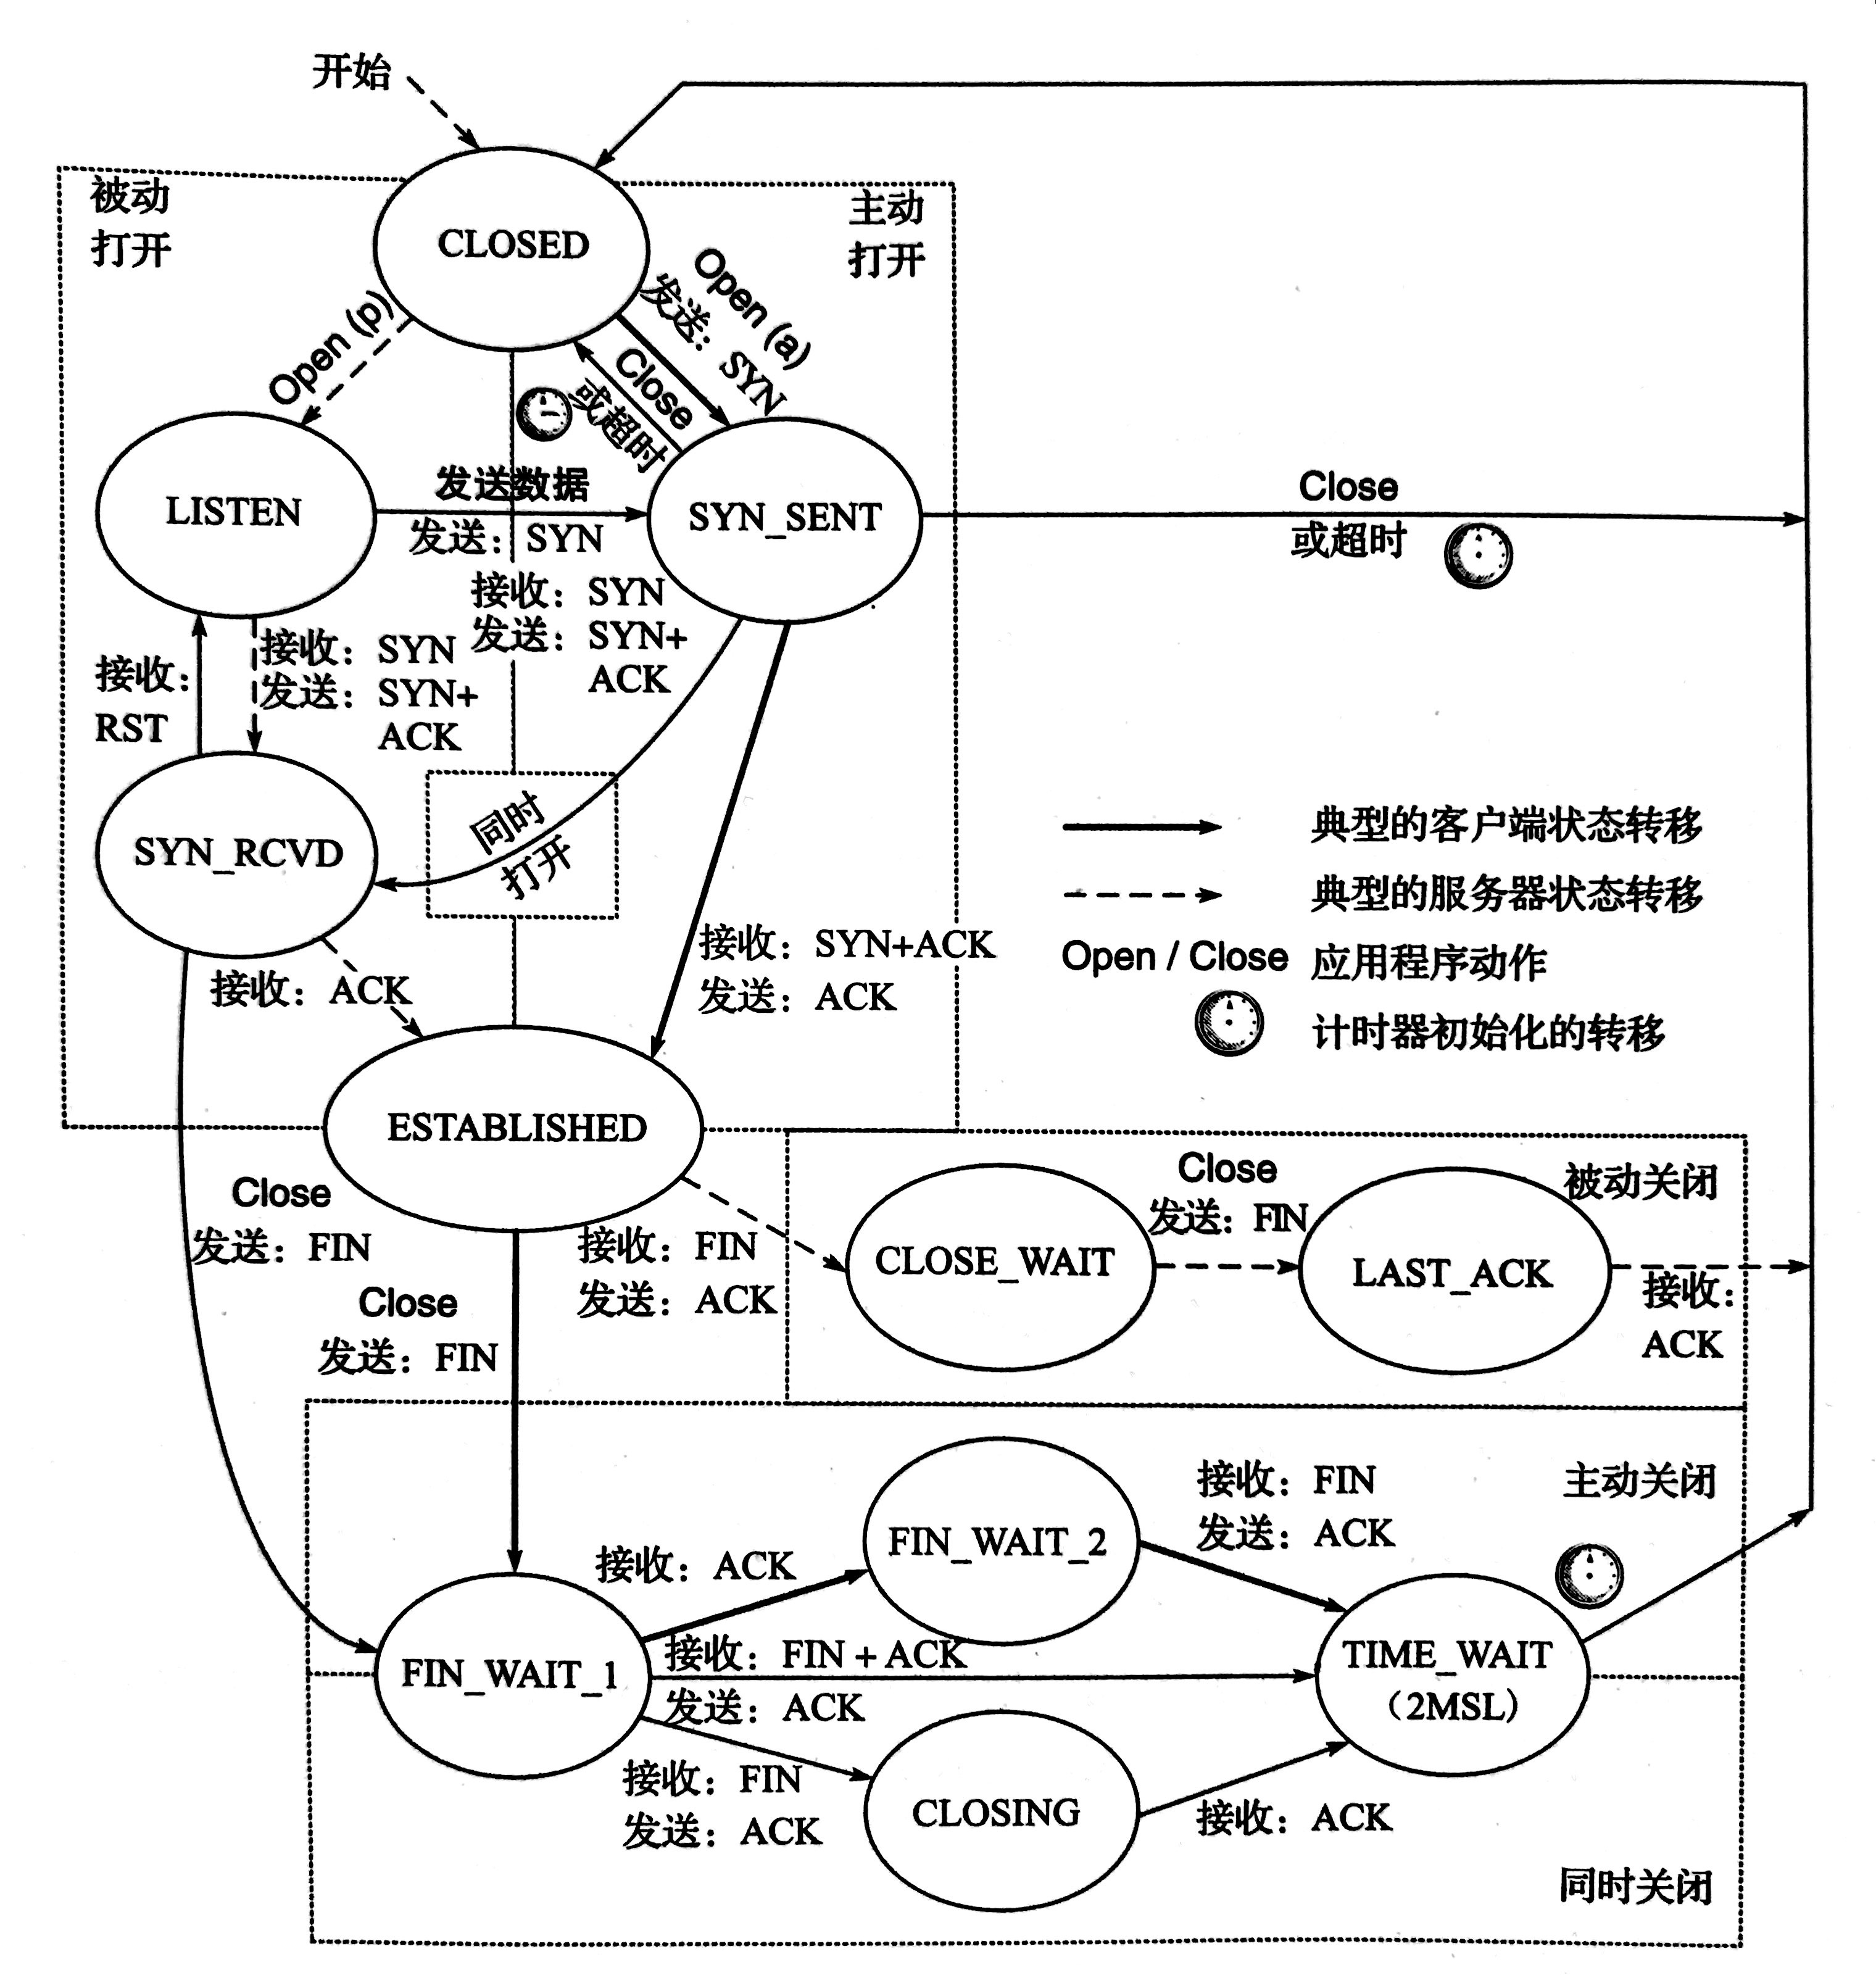 开始
被动
打开
主动
打开
CLOSED
Open (p)
Open (a)
发送：SYN
Close
或超时
LISTEN
发送数据
发送：SYN
SYN_SENT
Close
或超时
接收：SYN
发送：SYN+
ACK
接收：
RST
接收：SYN
发送：SYN+
ACK
同时
打开
SYN_RCVD
典型的客户端状态转移
典型的服务器状态转移
Open / Close 应用程序动作
计时器初始化的转移
接收：ACK
接收：SYN+ACK
发送：ACK
ESTABLISHED
Close
发送：FIN
Close
发送：FIN
接收：FIN
发送：ACK
CLOSE_WAIT
Close
发送：FIN
LAST_ACK
被动关闭
接收：
ACK
主动关闭
接收：ACK
FIN_WAIT_2
接收：FIN
发送：ACK
FIN_WAIT_1
接收：FIN + ACK
发送：ACK
TIME_WAIT
（2MSL）
接收：FIN
发送：ACK
CLOSING
接收：ACK
同时关闭